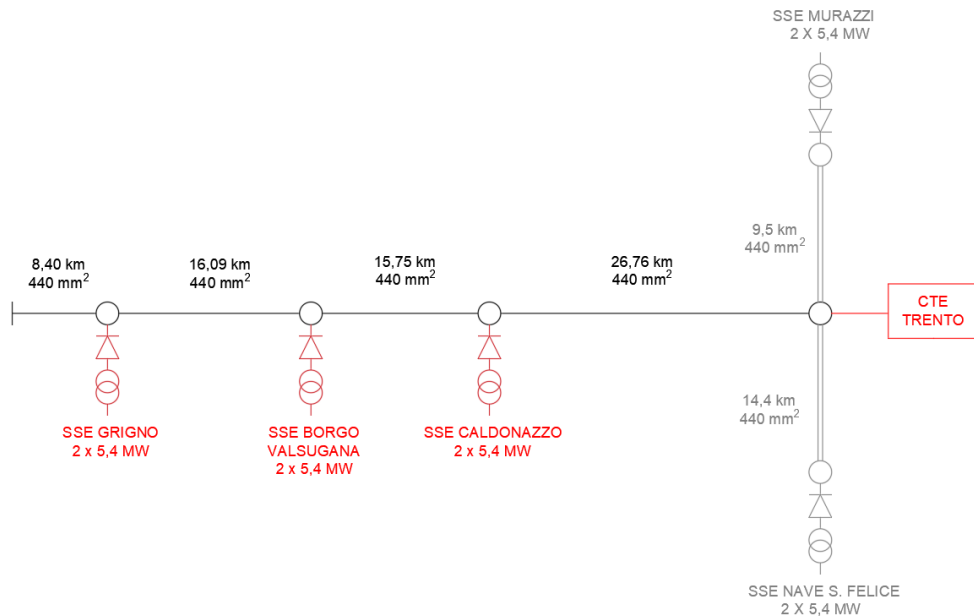 SSE MURAZZI
2 X 5,4 MW
9,5 km
440 mm²
8,40 km
440 mm²
16,09 km
440 mm²
15,75 km
440 mm²
26,76 km
440 mm²
CTE
TRENTO
SSE GRIGNO
2 x 5,4 MW
SSE BORGO
VALSUGANA
2 x 5,4 MW
SSE CALDONAZZO
2 x 5,4 MW
14,4 km
440 mm²
SSE NAVE S. FELICE
2 X 5,4 MW